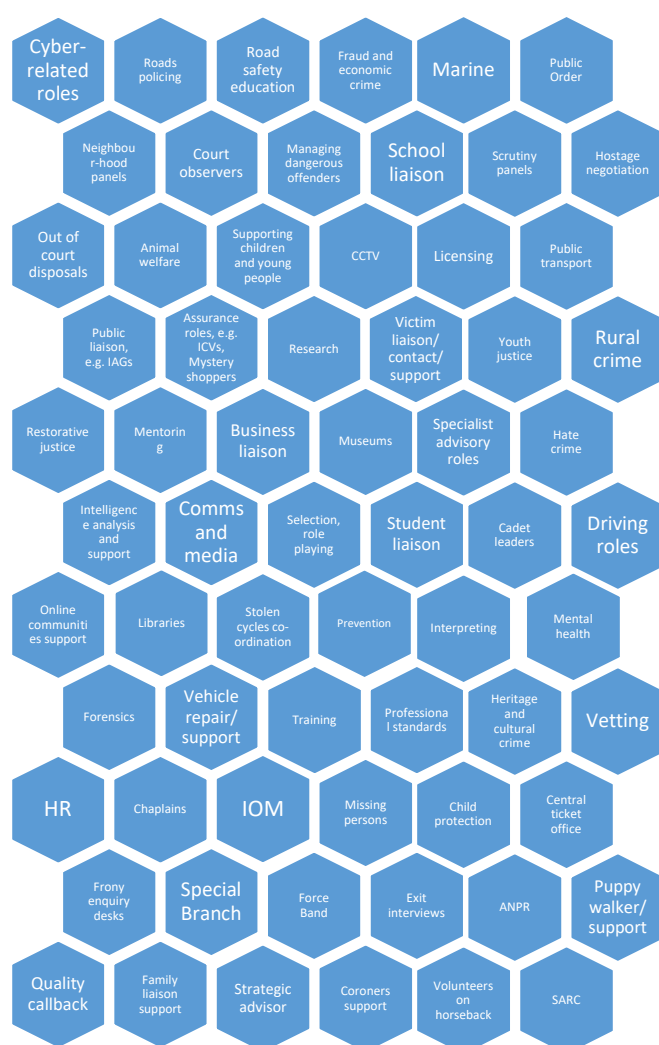 Cyber-
related
roles
Roads
policing
Road
safety
education
Fraud and
economic
crime
Marine
Public
Order
Neighbou
r-hood
panels
Court
observers
Managing
dangerous
offenders
School
liaison
Scrutiny
panels
Hostage
negotiation
Out of
court
disposals
Animal
welfare
Supporting
children
and young
people
CCTV
Licensing
Public
transport
Public
liaison,
e.g. IAGs
Assurance
roles, e.g.
ICVs,
Mystery
shoppers
Research
Victim
liaison/
contact/
support
Youth
justice
Rural
crime
Restorative
justice
Mentorin
g
Business
liaison
Museums
Specialist
advisory
roles
Hate
crime
Intelligenc
e analysis
and
support
Comms
and
media
Selection,
role
playing
Student
liaison
Cadet
leaders
Driving
roles
Online
communiti
es support
Libraries
Stolen
cycles co-
ordination
Prevention
Interpreting
Mental
health
Forensics
Vehicle
repair/
support
Training
Professiona
l standards
Heritage
and
cultural
crime
Vetting
HR
Chaplains
IOM
Missing
persons
Child
protection
Central
ticket
office
Frony
enquiry
desks
Special
Branch
Force
Band
Exit
interviews
ANPR
Puppy
walker/
support
Quality
callback
Family
liaison
support
Strategic
advisor
Coroners
support
Volunteers
on
horseback
SARC